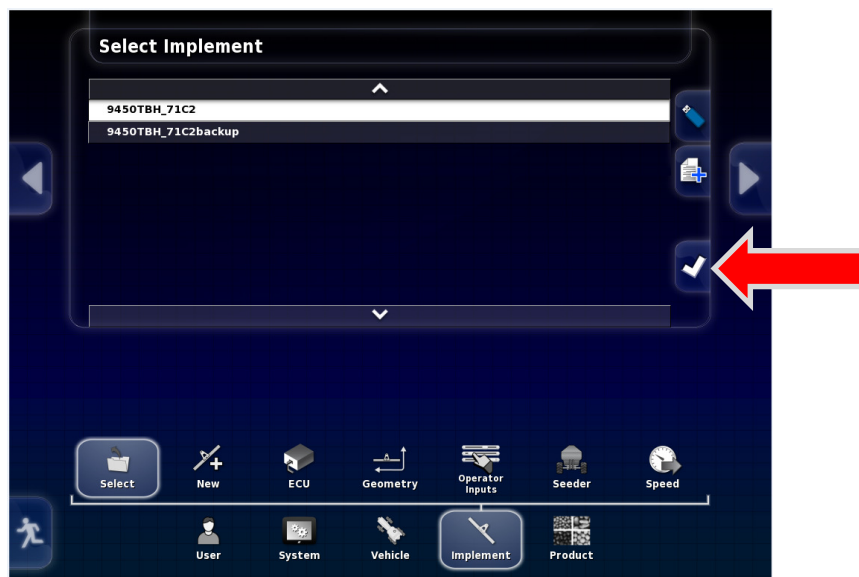 Select Implement
9450TBH_71C2
9450TBH_71C2backup
Select
New
ECU
Geometry
Operator
Inputs
Seeder
Speed
User
System
Vehicle
Implement
Product